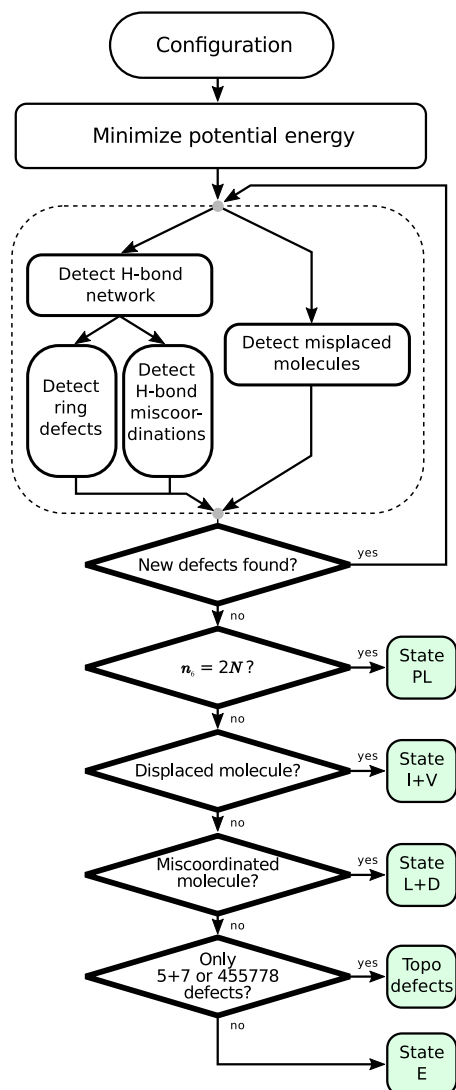 Configuration
Minimize potential energy
Detect H-bond
network
Detect misplaced
molecules
Detect
ring
defects
Detect
H-bond
miscoor-
dinations
New defects found?
yes
no
n₆ = 2N ?
yes
State
PL
no
Displaced molecule?
yes
State
I+V
no
Miscoordinated
molecule?
yes
State
L+D
no
Only
5+7 or 455778
defects?
yes
Topo
defects
no
State
E